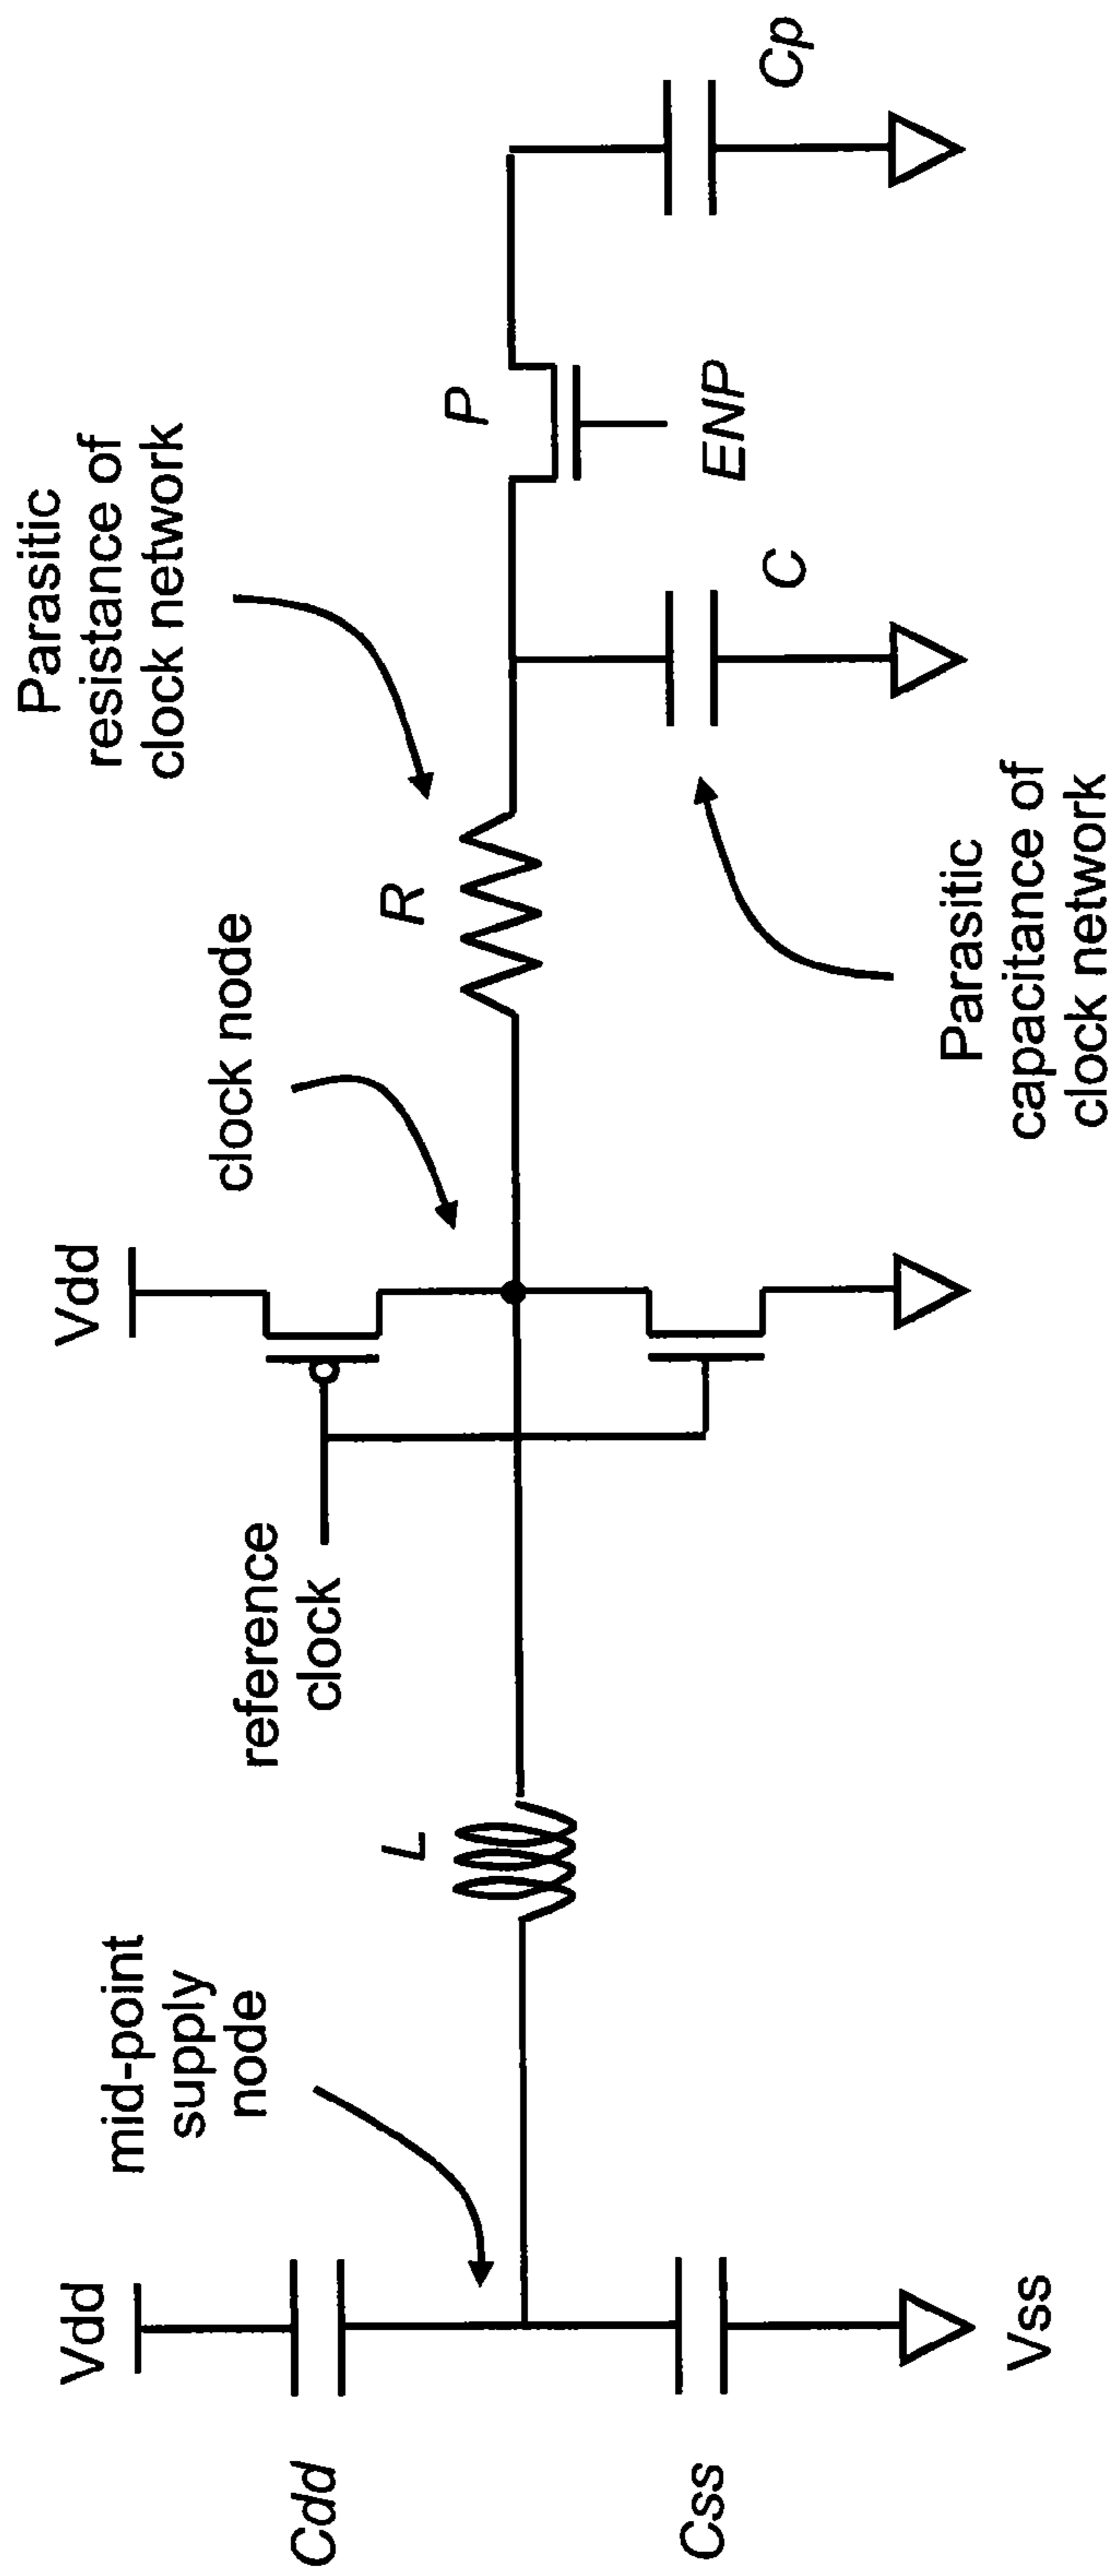 Vdd
Cdd
mid-point
supply
node
Css
Vss
L
reference
clock
Vdd
clock node
R
Parasitic
resistance of
clock network
Parasitic
capacitance of
clock network
C
P
ENP
Cp